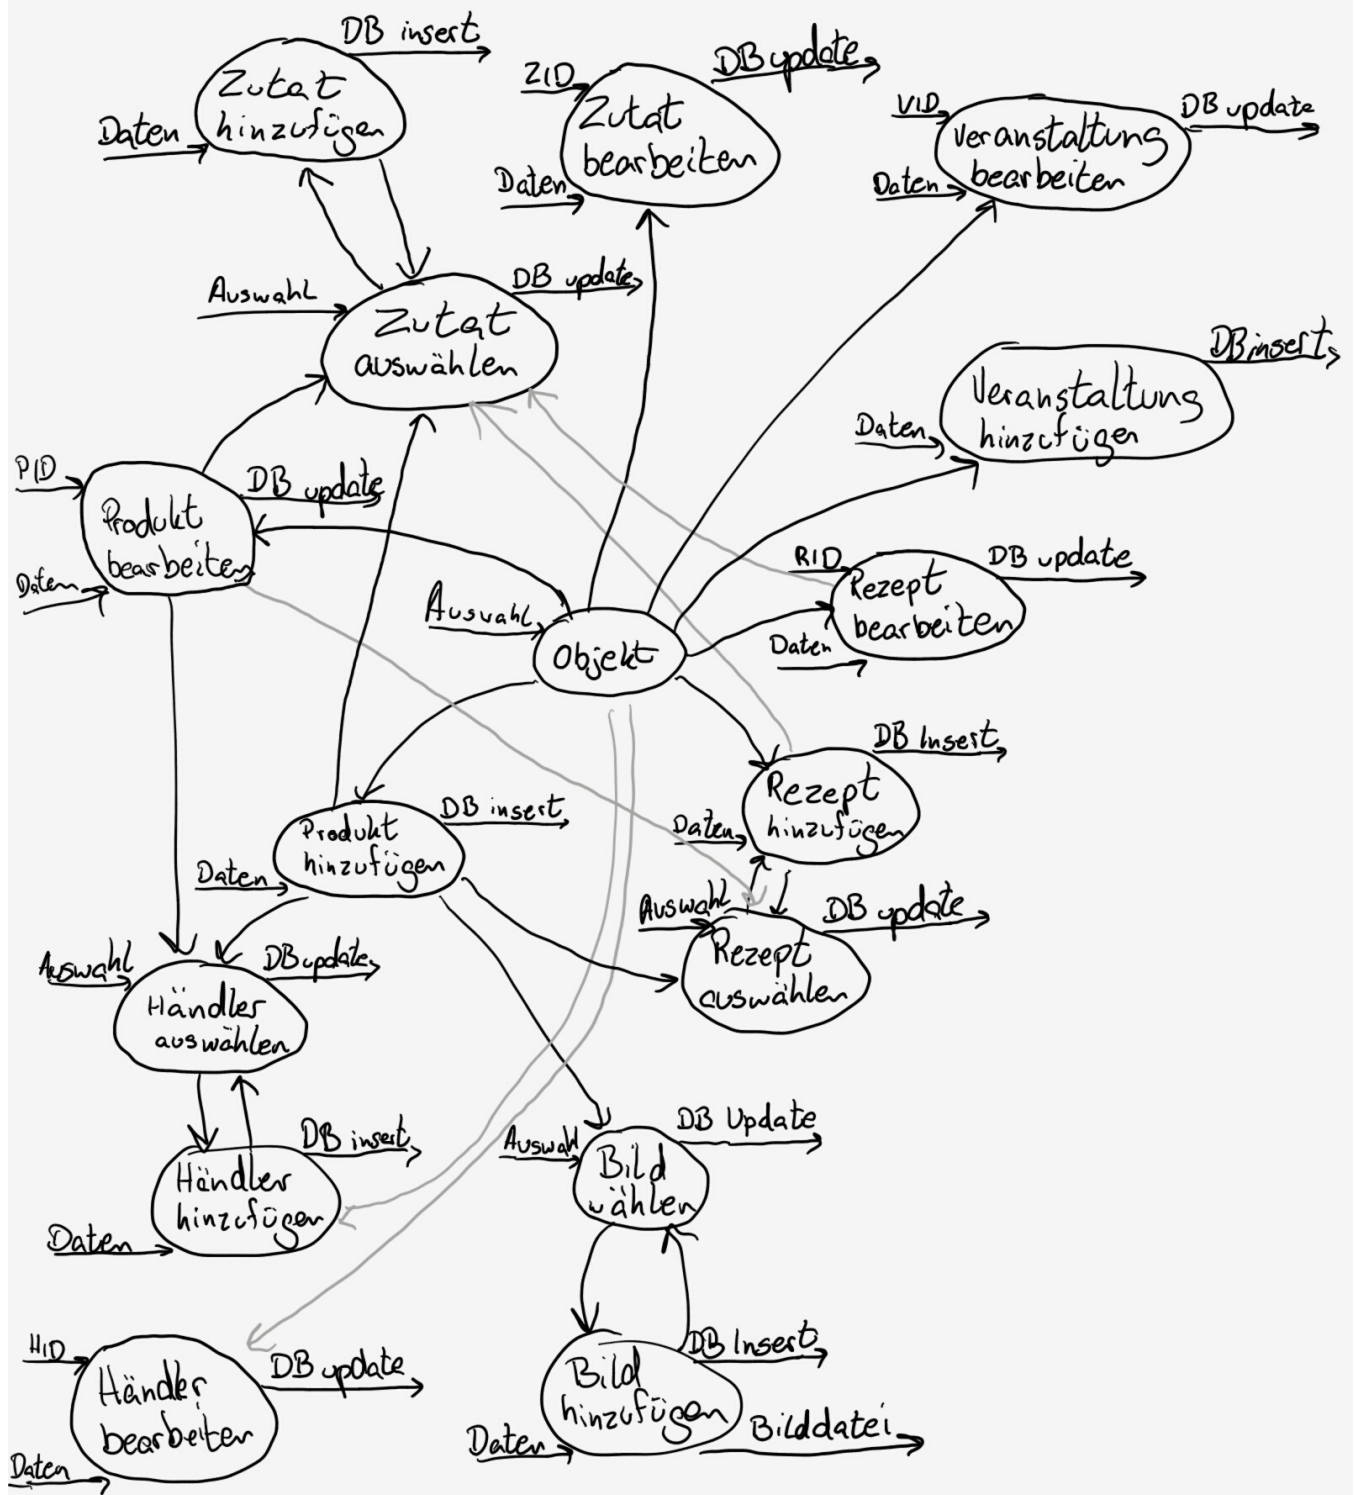 DB insert
Zutat
hinzufügen
Daten
ZID
DB update
Zutat
bearbeiten
Daten
VID
DB update
Veranstaltung
bearbeiten
Daten
Auswahl
DB update
Zutat
auswählen
DB insert
Veranstaltung
hinzufügen
Daten
PID
DB update
Produkt
bearbeiten
Daten
Auswahl
Objekt
RID
DB update
Rezept
bearbeiten
Daten
DB Insert
Rezept
hinzufügen
Daten
Produkt
hinzufügen
DB insert
Daten
Auswahl
DB update
Rezept
auswählen
Auswahl
DB update
Händler
auswählen
DB insert
Händler
hinzufügen
Daten
Auswahl
DB Update
Bild
wählen
HID
DB update
Händler
bearbeiten
Daten
DB Insert
Bild
hinzufügen
Daten
Bilddatei